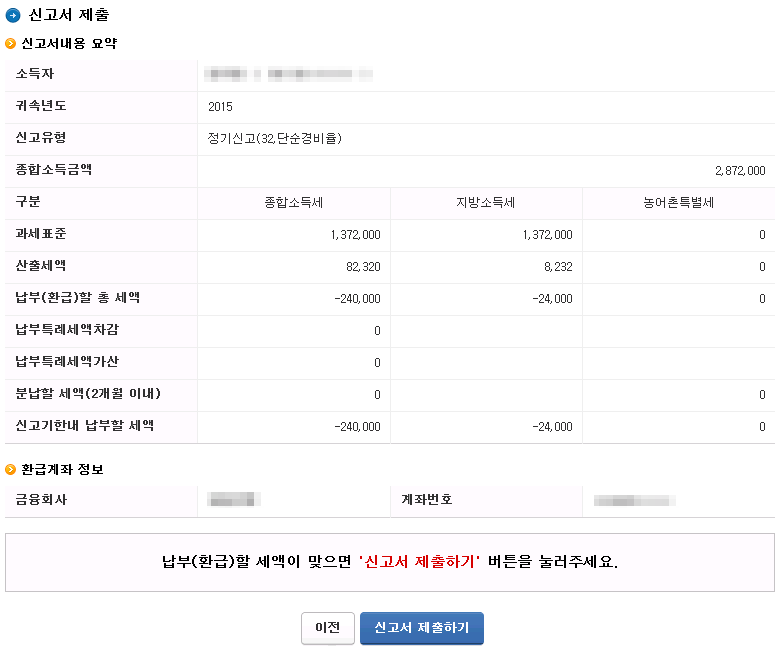 신고서 제출
신고서내용 요약
소득자
귀속년도 2015
신고유형 정기신고(32,단순경비율)
종합소득금액 2,872,000
구분 종합소득세 지방소득세 농어촌특별세
과세표준 1,372,000 1,372,000 0
산출세액 82,320 8,232 0
납부(환급)할 총 세액 -240,000 -24,000 0
납부특례세액차감 0
납부특례세액가산 0
분납할 세액(2개월 이내) 0 0
신고기한내 납부할 세액 -240,000 -24,000 0
환급계좌 정보
금융회사 계좌번호
납부(환급)할 세액이 맞으면 '신고서 제출하기' 버튼을 눌러주세요.
이전 신고서 제출하기